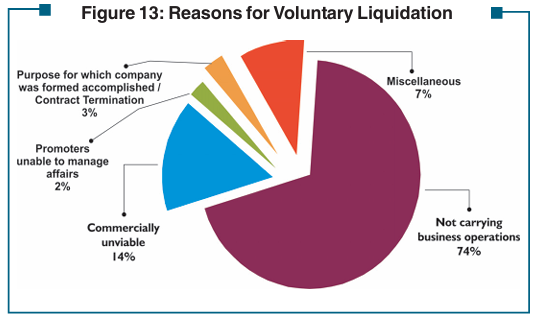 Figure 13: Reasons for Voluntary Liquidation
Purpose for which company
was formed accomplished /
Contract Termination
3%
Miscellaneous
7%
Promoters
unable to manage
affairs
2%
Commercially
unviable
14%
Not carrying
business operations
74%